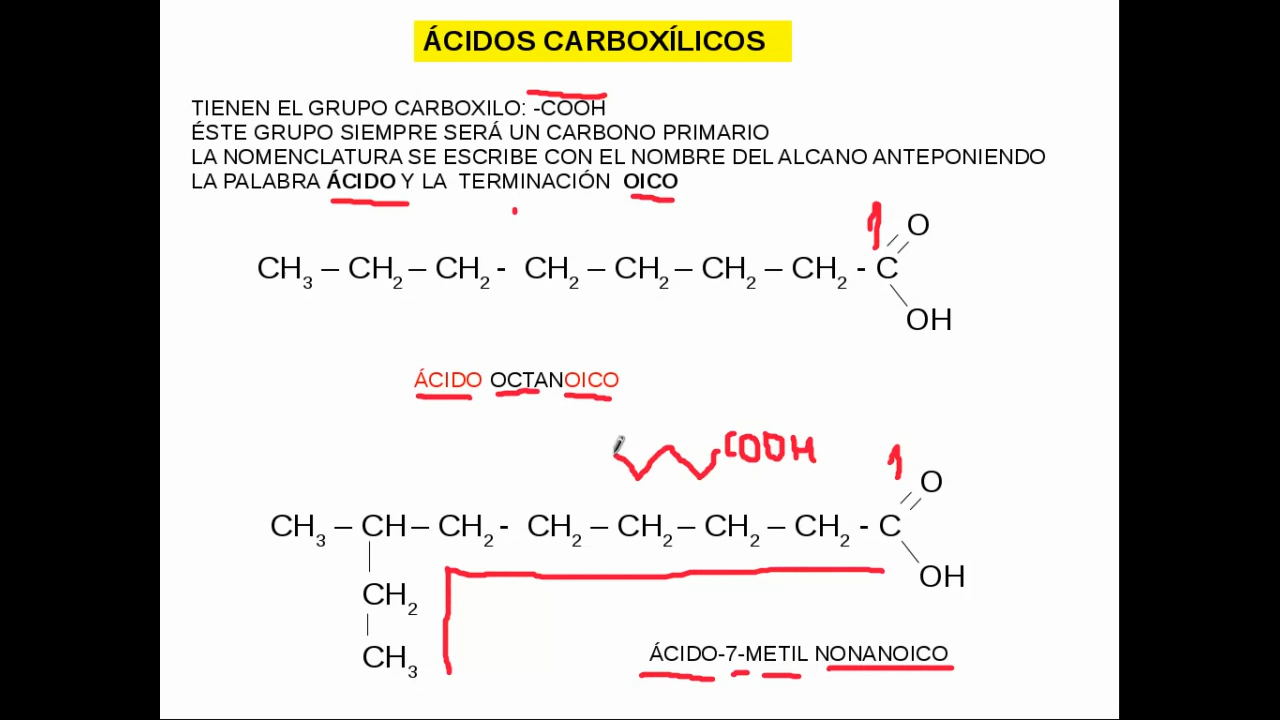 ÁCIDOS CARBOXÍLICOS
TIENEN EL GRUPO CARBOXILO: -COOH
ÉSTE GRUPO SIEMPRE SERÁ UN CARBONO PRIMARIO
LA NOMENCLATURA SE ESCRIBE CON EL NOMBRE DEL ALCANO ANTEPONIENDO
LA PALABRA ÁCIDO Y LA TERMINACIÓN OICO
1
O
CH₃ – CH₂ – CH₂ - CH₂ – CH₂ – CH₂ – CH₂ - C
OH
ÁCIDO OCTANOICO
COOH
1
O
CH₃ – CH – CH₂ - CH₂ – CH₂ – CH₂ – CH₂ - C
OH
CH₂
CH₃
ÁCIDO-7-METIL NONANOICO